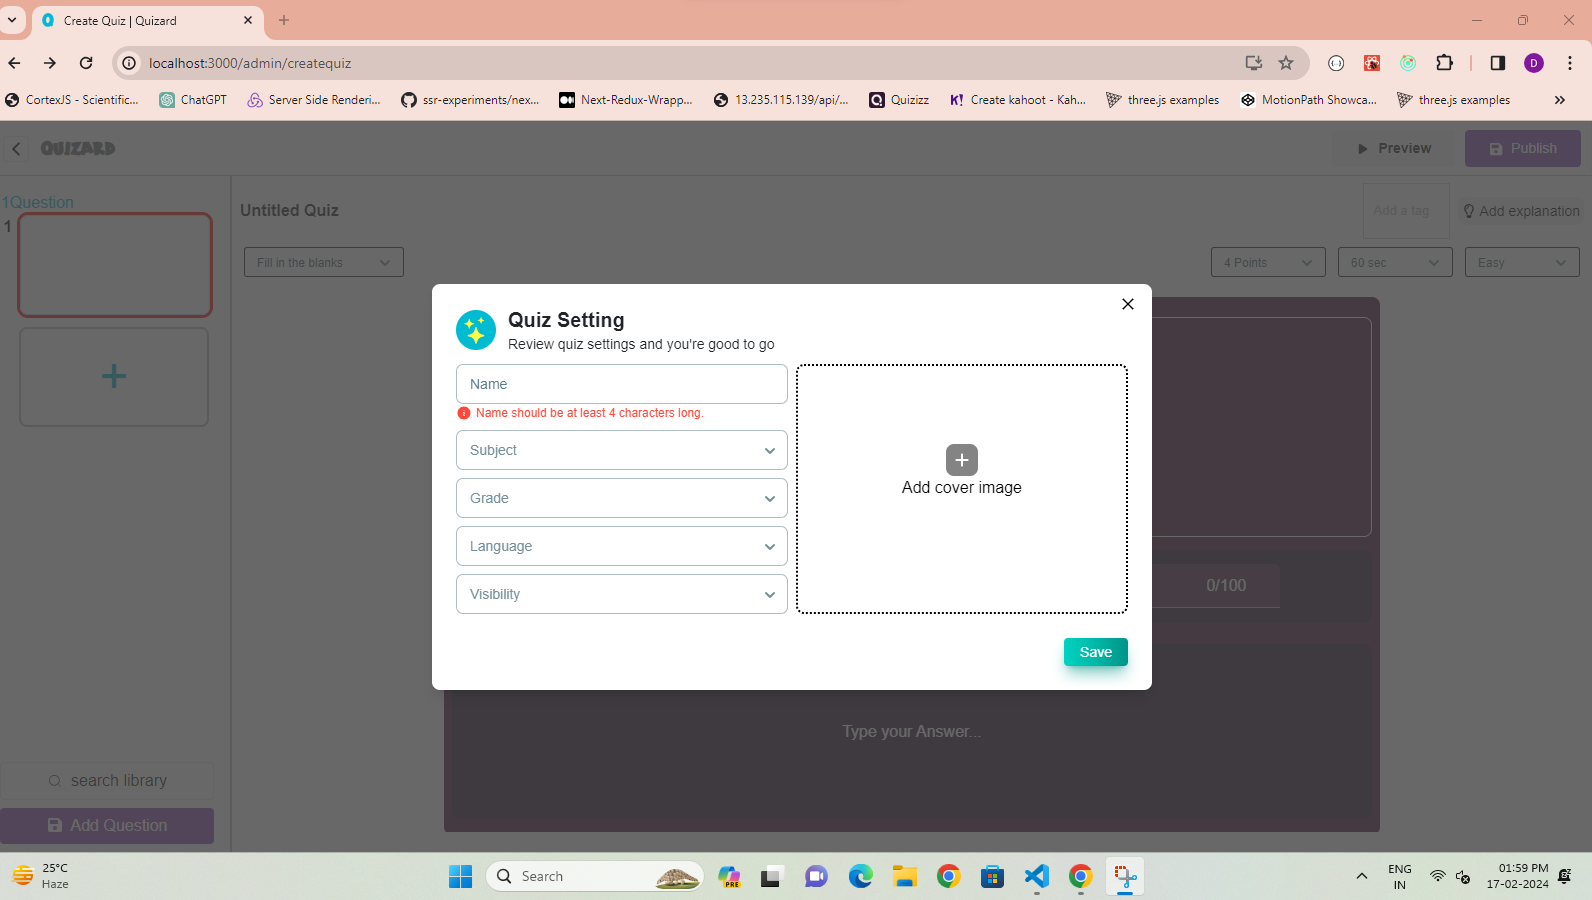 Create Quiz | Quizard
localhost:3000/admin/createquiz
D
CortexJS - Scientific...
ChatGPT
Server Side Renderi...
ssr-experiments/nex...
Next-Redux-Wrapp...
13.235.115.139/api/...
Quizizz
K! Create kahoot - Kah...
three.js examples
MotionPath Showca...
three.js examples
QUIZARD
Preview
Publish
1Question
1
Untitled Quiz
Add a tag
Add explanation
Fill in the blanks
4 Points
60 sec
Easy
Quiz Setting
Review quiz settings and you're good to go
Name
Name should be at least 4 characters long.
Subject
Grade
Language
Visibility
Add cover image
Save
0/100
Type your Answer...
search library
Add Question
25°C
Haze
Search
PRE
ENG
IN
01:59 PM
17-02-2024